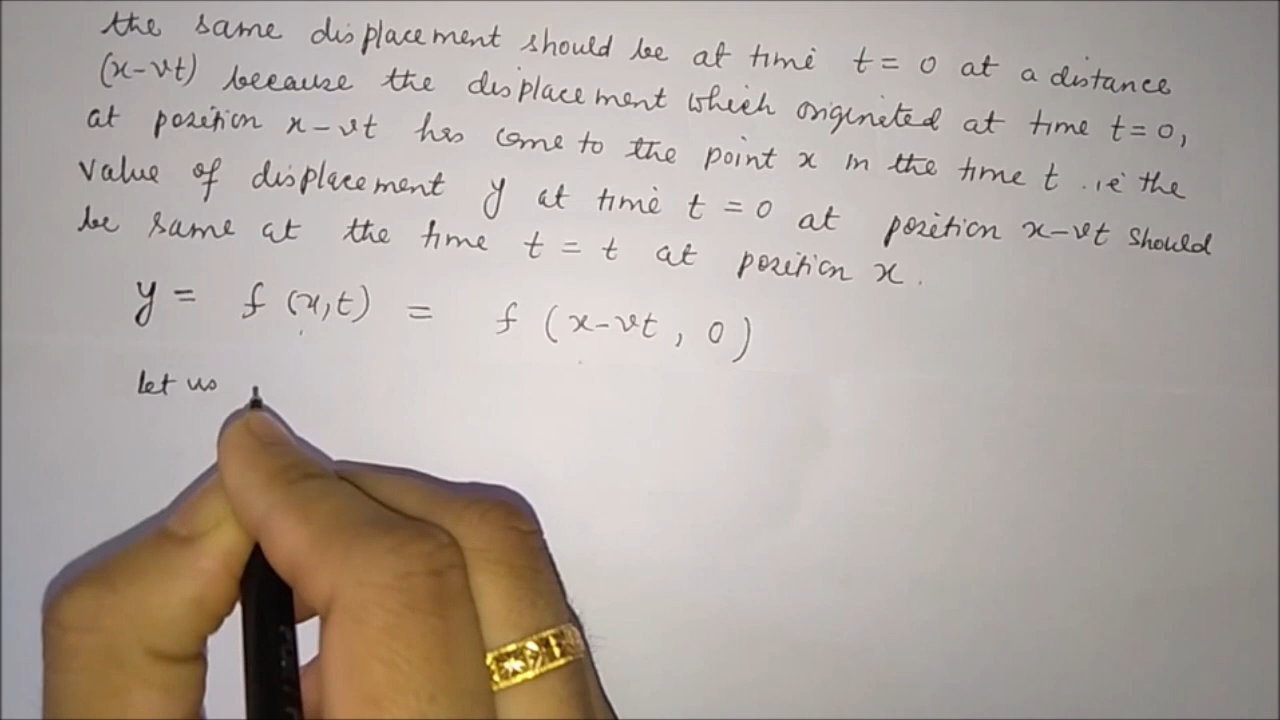 the same displacement should be at time t = 0 at a distance
(x-vt) because the displacement which originated at time t=0,
at position x-vt has come to the point x in the time t . ie the
value of displacement y at time t = 0 at position x-vt should
be same at the time t = t at position x .
y = f (x,t) = f (x-vt , 0)
let us